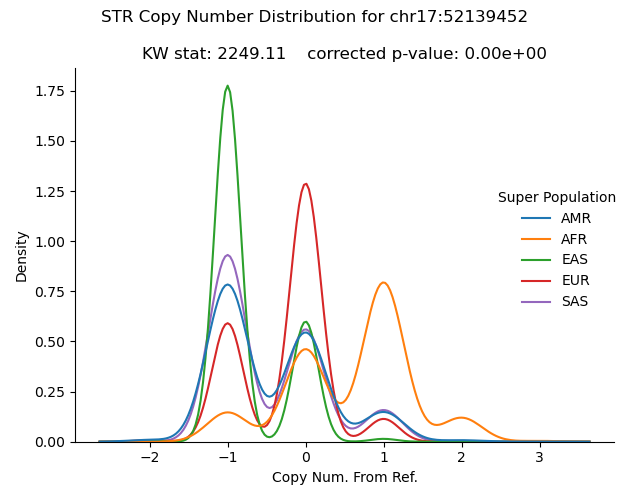 STR Copy Number Distribution for chr17:52139452
KW stat: 2249.11    corrected p-value: 0.00e+00
1.75
1.50
1.25
1.00
0.75
0.50
0.25
0.00
Density
−2
−1
0
1
2
3
Copy Num. From Ref.
Super Population
AMR
AFR
EAS
EUR
SAS